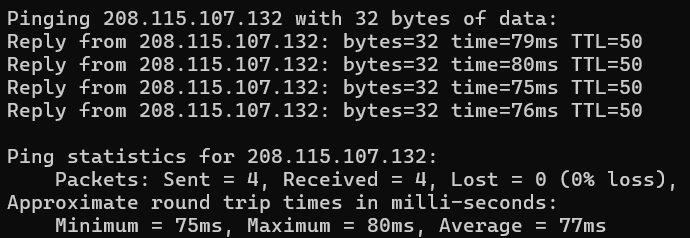 Pinging 208.115.107.132 with 32 bytes of data:
Reply from 208.115.107.132: bytes=32 time=79ms TTL=50
Reply from 208.115.107.132: bytes=32 time=80ms TTL=50
Reply from 208.115.107.132: bytes=32 time=75ms TTL=50
Reply from 208.115.107.132: bytes=32 time=76ms TTL=50

Ping statistics for 208.115.107.132:
    Packets: Sent = 4, Received = 4, Lost = 0 (0% loss),
Approximate round trip times in milli-seconds:
    Minimum = 75ms, Maximum = 80ms, Average = 77ms